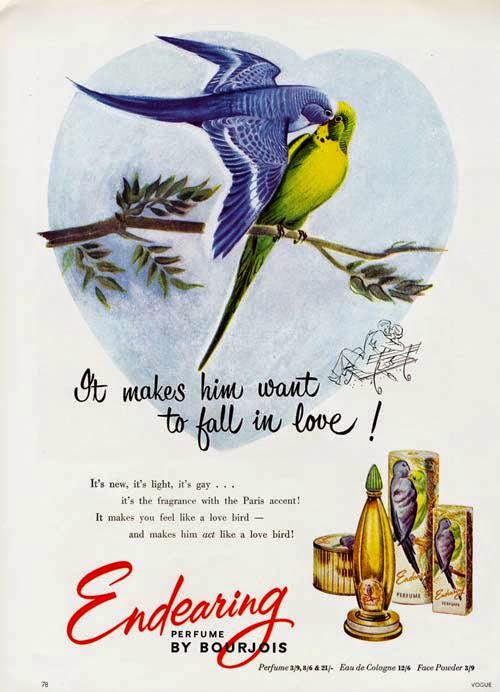 It makes him want
to fall in love!
It's new, it's light, it's gay . . .
it's the fragrance with the Paris accent!
It makes you feel like a love bird —
and makes him act like a love bird!
Endearing
PERFUME
BY BOURJOIS
Endearing
PERFUME
Endearing
PERFUME
Perfume 3/9, 8/6 & 21/- Eau de Cologne 12/6 Face Powder 3/9
78
VOGUE